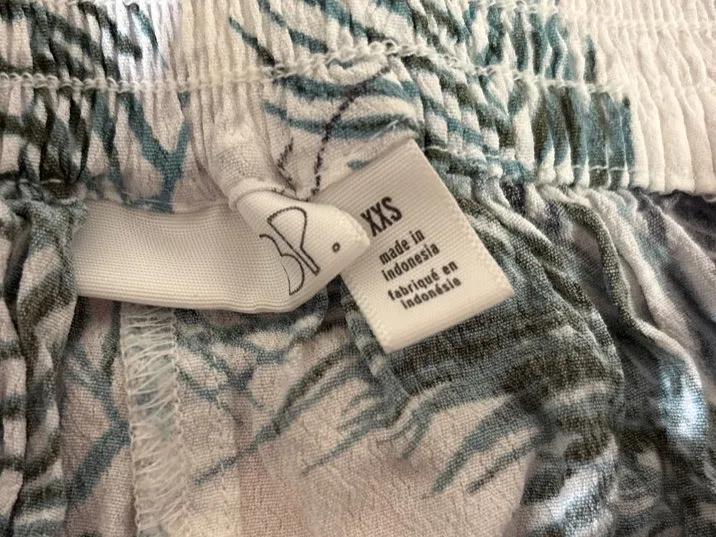 BP.
XXS
made in
indonesia
fabriqué en
Indonésie